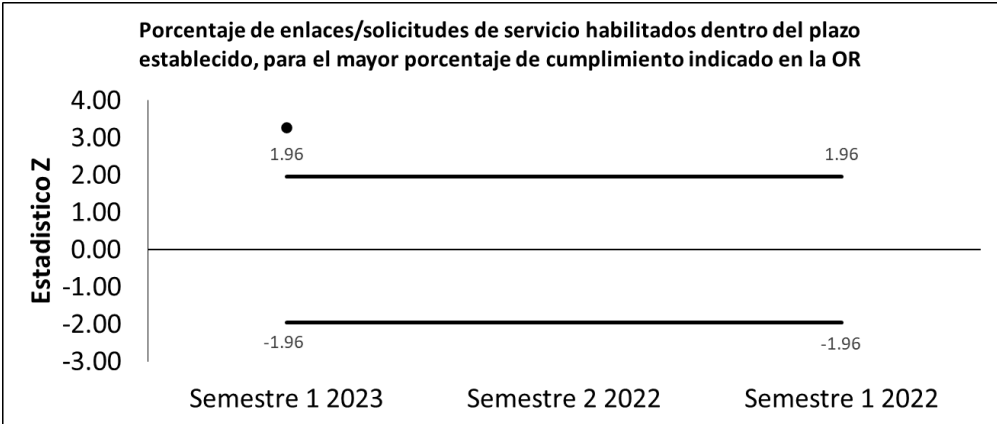 Porcentaje de enlaces/solicitudes de servicio habilitados dentro del plazo
establecido, para el mayor porcentaje de cumplimiento indicado en la OR
Estadistico Z
4.00
3.00
2.00
1.00
0.00
-1.00
-2.00
-3.00
1.96
1.96
-1.96
-1.96
Semestre 1 2023
Semestre 2 2022
Semestre 1 2022